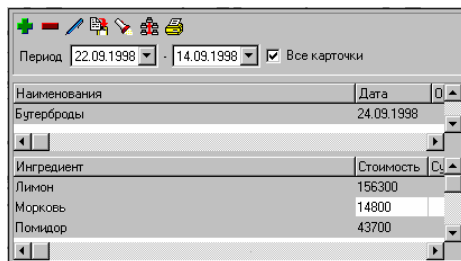 Период 22.09.1998 - 14.09.1998 Все карточки
Наименования Дата О
Бутерброды 24.09.1998
Ингредиент Стоимость Су
Лимон 156300
Морковь 14800
Помидор 43700